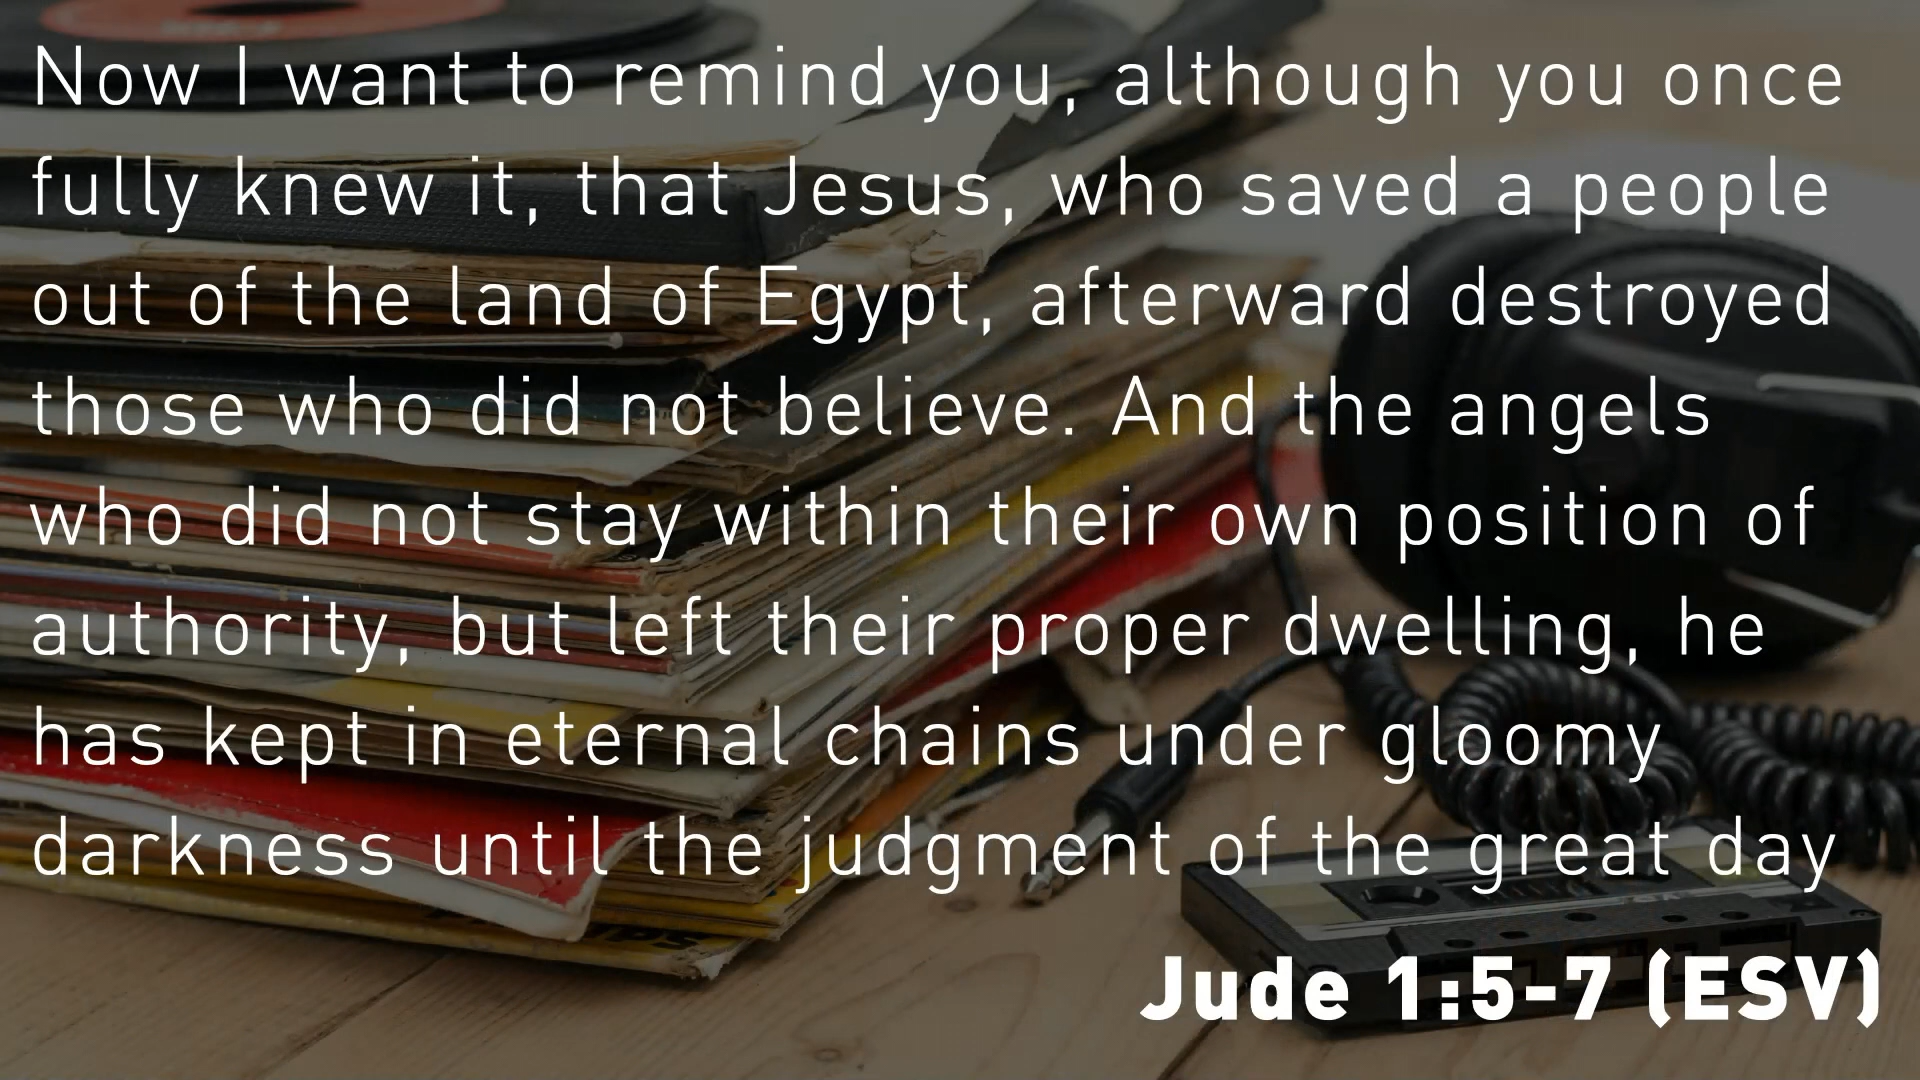 Now I want to remind you, although you once
fully knew it, that Jesus, who saved a people
out of the land of Egypt, afterward destroyed
those who did not believe. And the angels
who did not stay within their own position of
authority, but left their proper dwelling, he
has kept in eternal chains under gloomy
darkness until the judgment of the great day
Jude 1:5-7 (ESV)